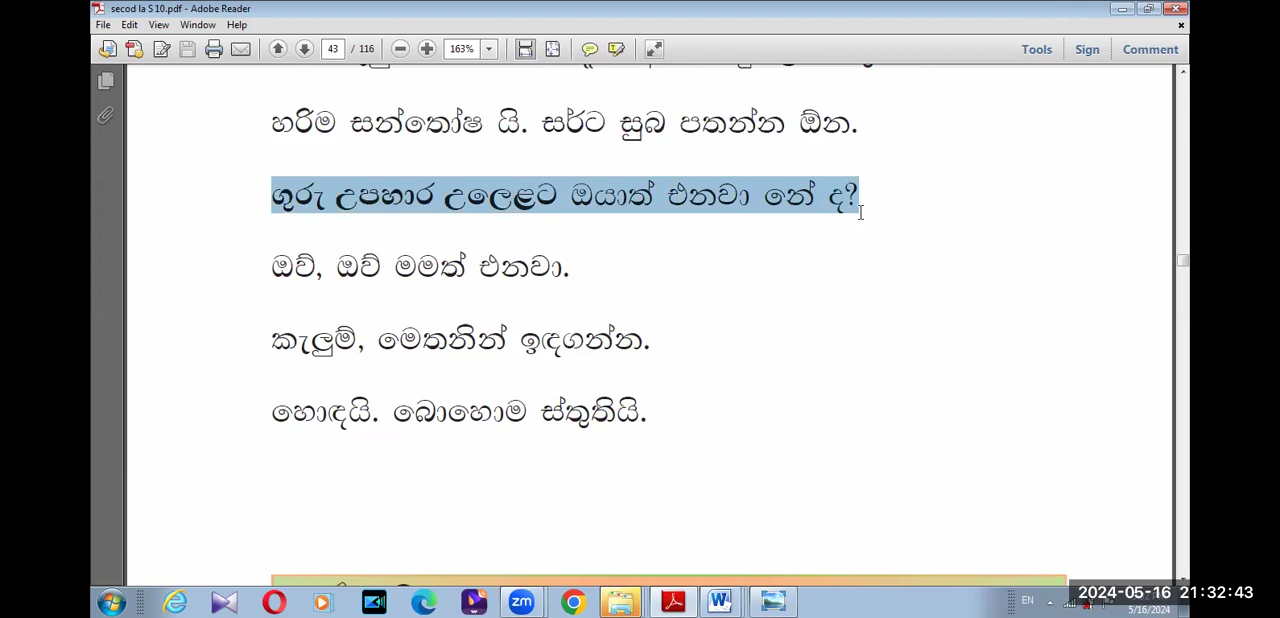 secod la S10.pdf - Adobe Reader
File Edit View Window Help
43 / 116 163% Tools Sign Comment
හරිම සන්තෝෂ යි. සර්ට සුබ පතන්න ඕන.
ගුරු උපහාර උලෙළට ඔයාත් එනවා නේ ද?
ඔව්, ඔව් මමත් එනවා.
කැලුම්, මෙතනින් ඉඳගන්න.
හොඳයි. බොහොම ස්තූතියි.
EN 2024-05-16 21:32:43
5/16/2024